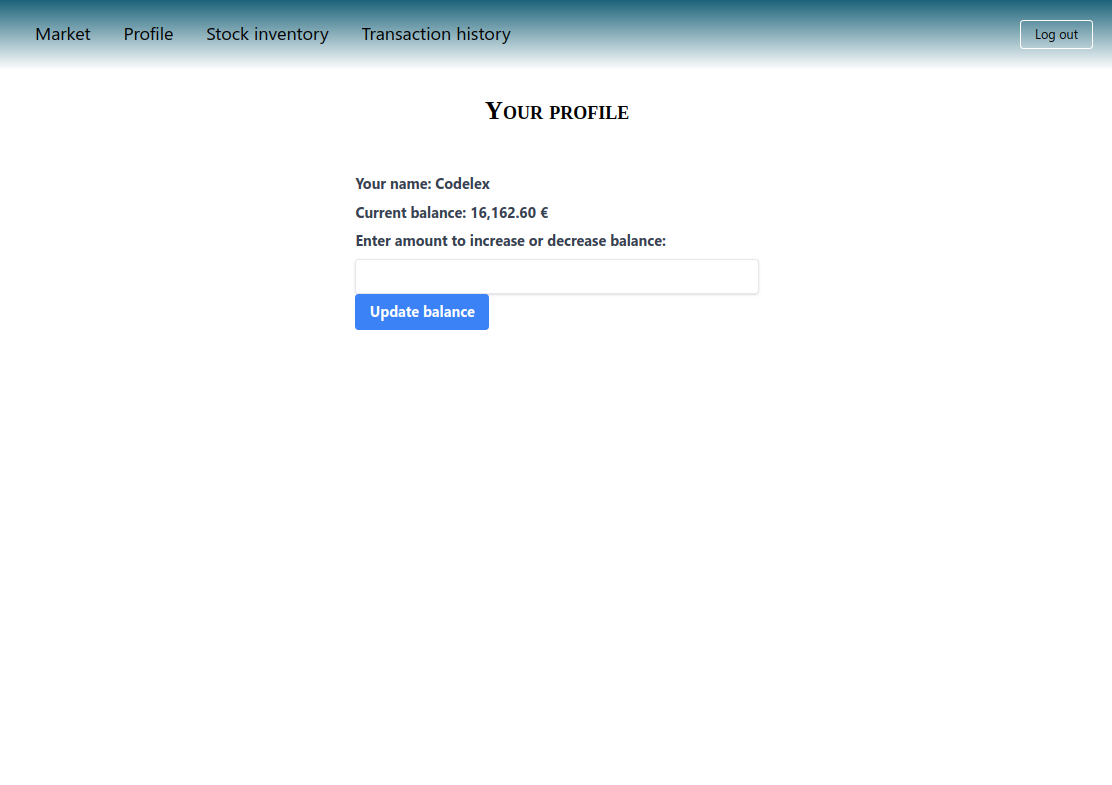 Market Profile Stock inventory Transaction history Log out
Your profile
Your name: Codelex
Current balance: 16,162.60 €
Enter amount to increase or decrease balance:
Update balance